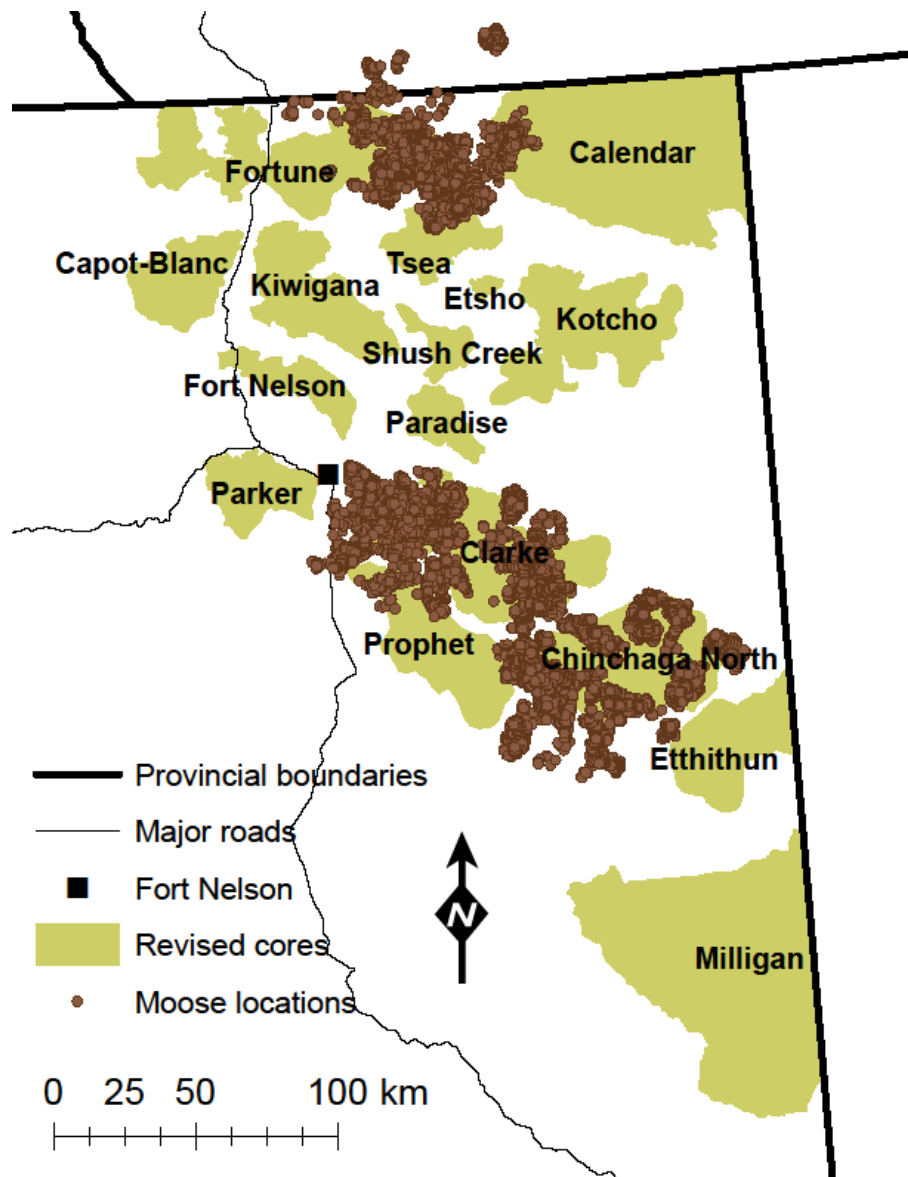 Calendar
Fortune
Capot-Blanc
Tsea
Kiwigana
Etsho
Kotcho
Shush Creek
Fort Nelson
Paradise
Parker
Clarke
Prophet
Chinchaga North
Etthithun
Provincial boundaries
Major roads
Fort Nelson
N
Revised cores
Milligan
Moose locations
0 25 50 100 km